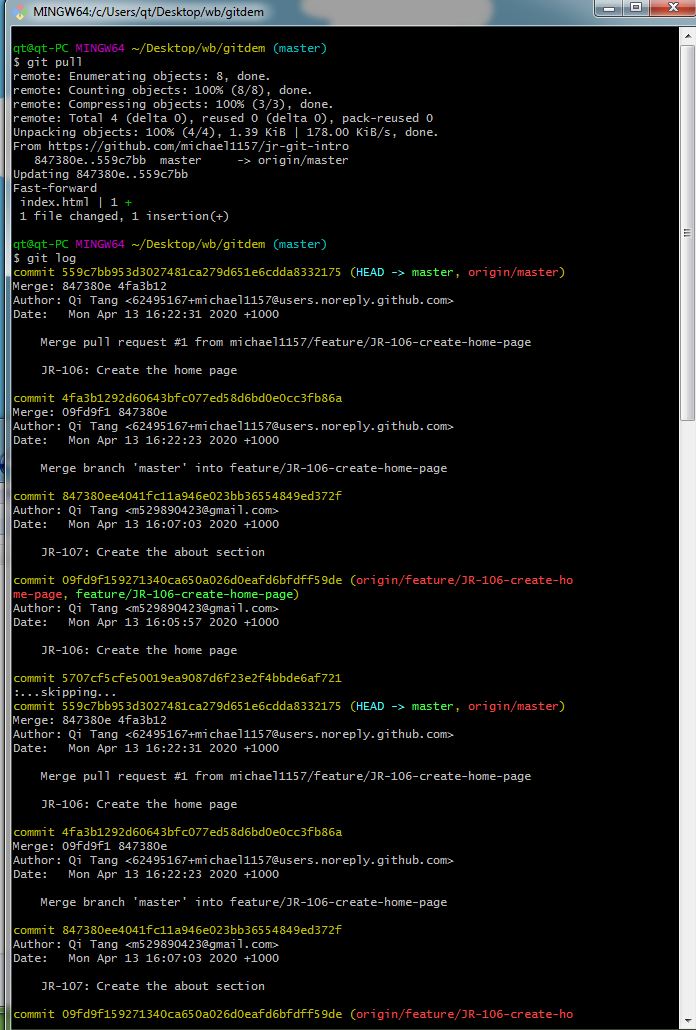 MINGW64:/c/Users/qt/Desktop/wb/gitdem
qt@qt-PC MINGW64 ~/Desktop/wb/gitdem (master)
$ git pull
remote: Enumerating objects: 8, done.
remote: Counting objects: 100% (8/8), done.
remote: Compressing objects: 100% (3/3), done.
remote: Total 4 (delta 0), reused 0 (delta 0), pack-reused 0
Unpacking objects: 100% (4/4), 1.39 KiB | 178.00 KiB/s, done.
From https://github.com/michael1157/jr-git-intro
   847380e..559c7bb  master     -> origin/master
Updating 847380e..559c7bb
Fast-forward
 index.html | 1 +
 1 file changed, 1 insertion(+)
qt@qt-PC MINGW64 ~/Desktop/wb/gitdem (master)
$ git log
commit 559c7bb953d3027481ca279d651e6cdda8332175 (HEAD -> master, origin/master)
Merge: 847380e 4fa3b12
Author: Qi Tang <62495167+michael1157@users.noreply.github.com>
Date:   Mon Apr 13 16:22:31 2020 +1000
    Merge pull request #1 from michael1157/feature/JR-106-create-home-page
    JR-106: Create the home page
commit 4fa3b1292d60643bfc077ed58d6bd0e0cc3fb86a
Merge: 09fd9f1 847380e
Author: Qi Tang <62495167+michael1157@users.noreply.github.com>
Date:   Mon Apr 13 16:22:23 2020 +1000
    Merge branch 'master' into feature/JR-106-create-home-page
commit 847380ee4041fc11a946e023bb36554849ed372f
Author: Qi Tang <m529890423@gmail.com>
Date:   Mon Apr 13 16:07:03 2020 +1000
    JR-107: Create the about section
commit 09fd9f159271340ca650a026d0eafd6bfdff59de (origin/feature/JR-106-create-ho
me-page, feature/JR-106-create-home-page)
Author: Qi Tang <m529890423@gmail.com>
Date:   Mon Apr 13 16:05:57 2020 +1000
    JR-106: Create the home page
commit 5707cf5cfe50019ea9087d6f23e2f4bbde6af721
:...skipping...
commit 559c7bb953d3027481ca279d651e6cdda8332175 (HEAD -> master, origin/master)
Merge: 847380e 4fa3b12
Author: Qi Tang <62495167+michael1157@users.noreply.github.com>
Date:   Mon Apr 13 16:22:31 2020 +1000
    Merge pull request #1 from michael1157/feature/JR-106-create-home-page
    JR-106: Create the home page
commit 4fa3b1292d60643bfc077ed58d6bd0e0cc3fb86a
Merge: 09fd9f1 847380e
Author: Qi Tang <62495167+michael1157@users.noreply.github.com>
Date:   Mon Apr 13 16:22:23 2020 +1000
    Merge branch 'master' into feature/JR-106-create-home-page
commit 847380ee4041fc11a946e023bb36554849ed372f
Author: Qi Tang <m529890423@gmail.com>
Date:   Mon Apr 13 16:07:03 2020 +1000
    JR-107: Create the about section
commit 09fd9f159271340ca650a026d0eafd6bfdff59de (origin/feature/JR-106-create-ho